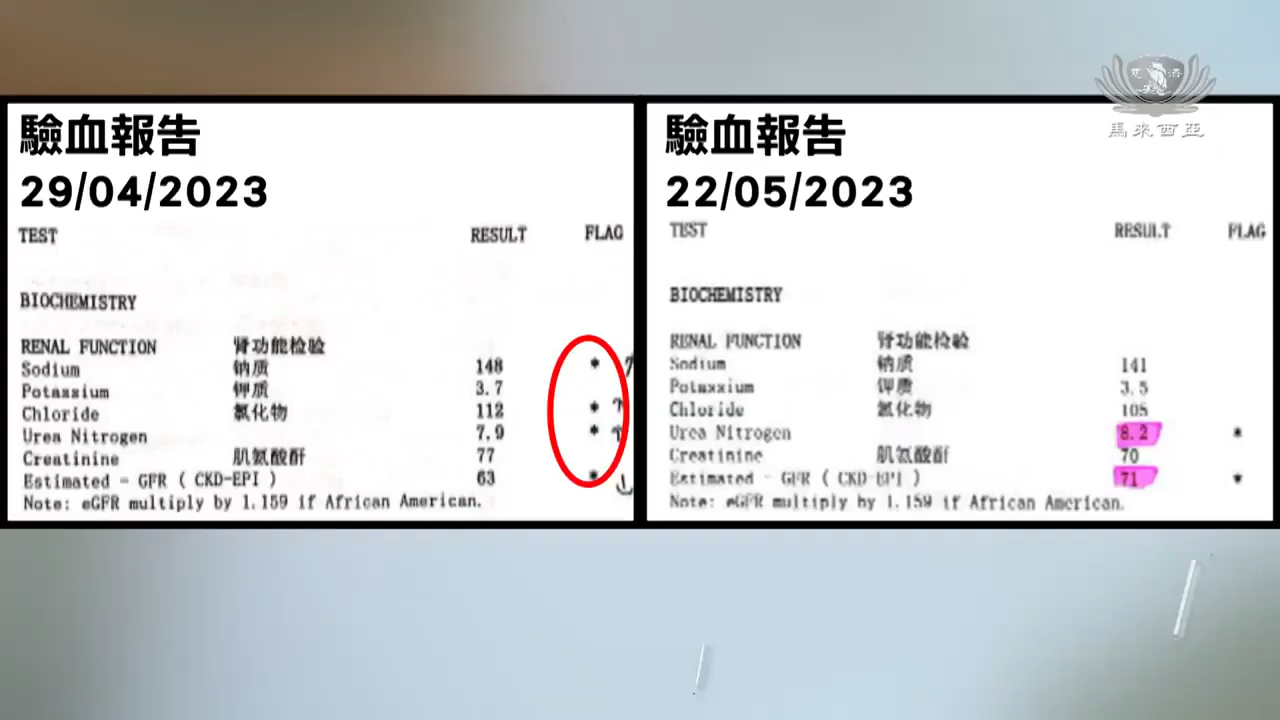 驗血報告
29/04/2023
TEST RESULT FLAG
BIOCHEMISTRY
RENAL FUNCTION 肾功能检验
Sodium 钠质 148 * ↑
Potassium 钾质 3.7
Chloride 氯化物 112 * ↑
Urea Nitrogen 7.9 * ↑
Creatinine 肌氨酸酐 77
Estimated - GFR ( CKD-EPI ) 63 * ↓
Note: eGFR multiply by 1.159 if African American.
驗血報告
22/05/2023
TEST RESULT FLAG
BIOCHEMISTRY
RENAL FUNCTION 肾功能检验
Sodium 钠质 141
Potassium 钾质 3.5
Chloride 氯化物 105
Urea Nitrogen 8.2 *
Creatinine 肌氨酸酐 70
Estimated - GFR ( CKD-EPI ) 71 *
Note: eGFR multiply by 1.159 if African American.
馬來西亞